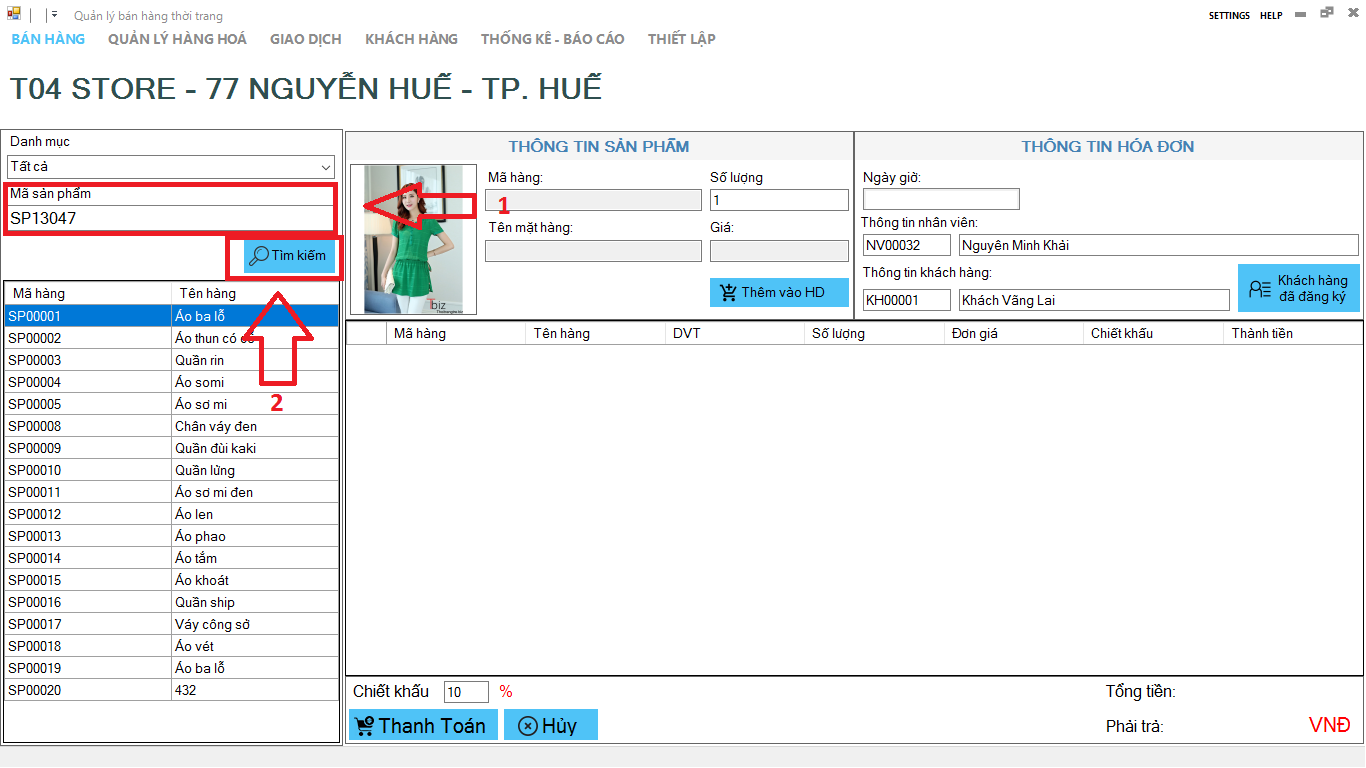 Quản lý bán hàng thời trang
SETTINGS HELP
BÁN HÀNG QUẢN LÝ HÀNG HOÁ GIAO DỊCH KHÁCH HÀNG THỐNG KÊ - BÁO CÁO THIẾT LẬP
T04 STORE - 77 NGUYỄN HUẾ - TP. HUẾ
Danh mục
Tất cả
Mã sản phẩm
SP13047
Tìm kiếm
Mã hàng Tên hàng
SP00001 Áo ba lỗ
SP00002 Áo thun có cổ
SP00003 Quần rin
SP00004 Áo somi
SP00005 Áo sơ mi
SP00008 Chân váy đen
SP00009 Quần đùi kaki
SP00010 Quần lửng
SP00011 Áo sơ mi đen
SP00012 Áo len
SP00013 Áo phao
SP00014 Áo tắm
SP00015 Áo khoát
SP00016 Quần ship
SP00017 Váy công sở
SP00018 Áo vét
SP00019 Áo ba lỗ
SP00020 432
1
2
THÔNG TIN SẢN PHẨM
Mã hàng: Số lượng
1
Tên mặt hàng: Giá:
Thêm vào HD
THÔNG TIN HÓA ĐƠN
Ngày giờ:
Thông tin nhân viên:
NV00032 Nguyên Minh Khải
Thông tin khách hàng:
KH00001 Khách Vãng Lai
Khách hàng
đã đăng ký
Mã hàng Tên hàng DVT Số lượng Đơn giá Chiết khấu Thành tiền
Chiết khấu 10 %
Thanh Toán Hủy
Tổng tiền:
Phải trả: VNĐ